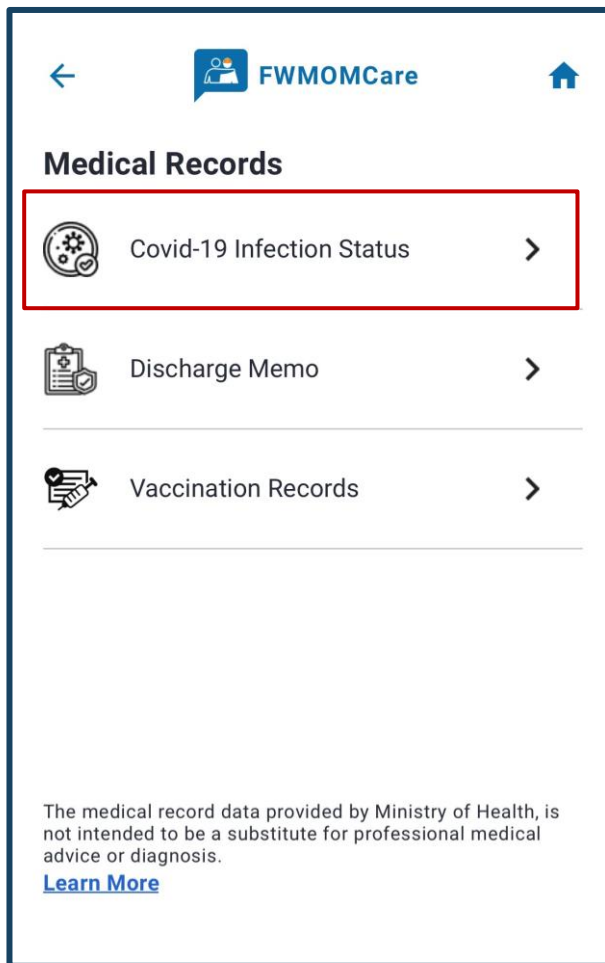 FWMOMCare
Medical Records
Covid-19 Infection Status
Discharge Memo
Vaccination Records
The medical record data provided by Ministry of Health, is
not intended to be a substitute for professional medical
advice or diagnosis.
Learn More